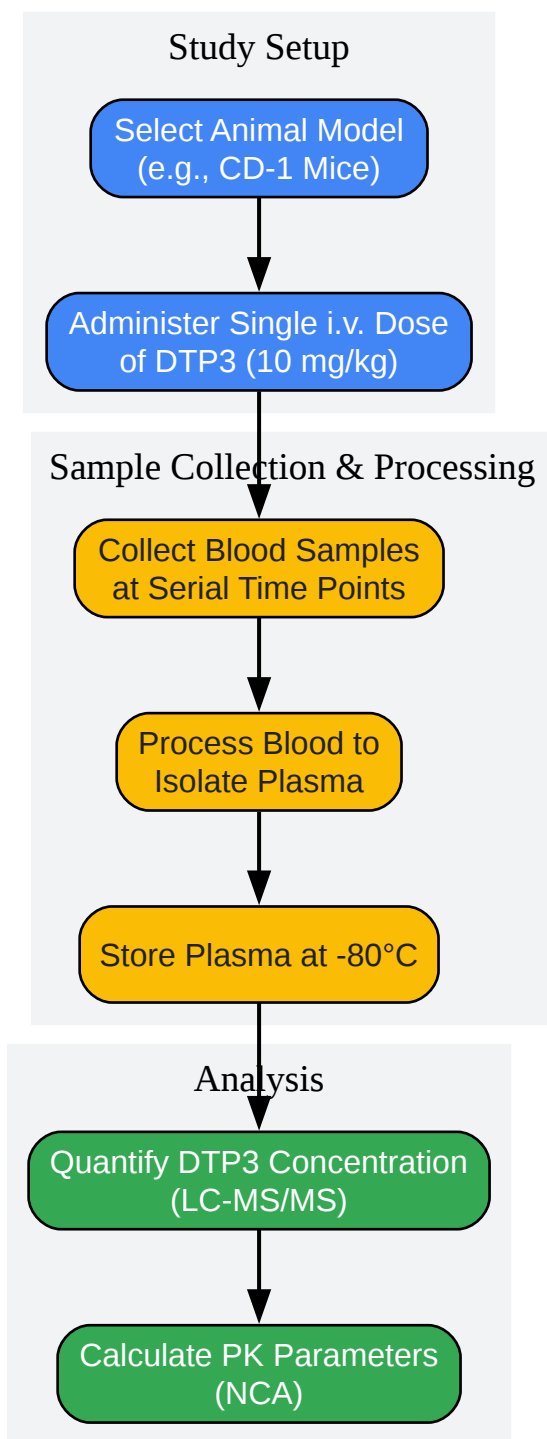 Study Setup
Select Animal Model
(e.g., CD-1 Mice)
Administer Single i.v. Dose
of DTP3 (10 mg/kg)
Sample Collection & Processing
Collect Blood Samples
at Serial Time Points
Process Blood to
Isolate Plasma
Store Plasma at -80°C
Analysis
Quantify DTP3 Concentration
(LC-MS/MS)
Calculate PK Parameters
(NCA)